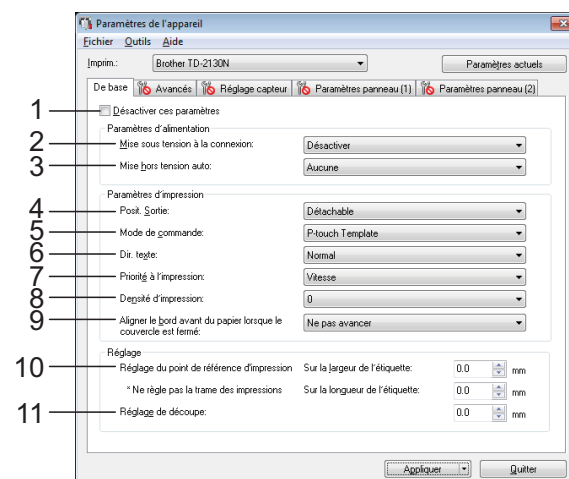 Paramètres de l'appareil
Fichier Outils Aide
Imprim.: Brother TD-2130N Paramètres actuels
De base Avancés Réglage capteur Paramètres panneau (1) Paramètres panneau (2)
1 Désactiver ces paramètres
Paramètres d'alimentation
2 Mise sous tension à la connexion: Désactiver
3 Mise hors tension auto: Aucune
Paramètres d'impression
4 Posit. Sortie: Détachable
5 Mode de commande: P-touch Template
6 Dir. texte: Normal
7 Priorité à l'impression: Vitesse
8 Densité d'impression: 0
9 Aligner le bord avant du papier lorsque le
couvercle est fermé: Ne pas avancer
Réglage
10 Réglage du point de référence d'impression Sur la largeur de l'étiquette: 0.0 mm
* Ne règle pas la trame des impressions Sur la longueur de l'étiquette: 0.0 mm
11 Réglage de découpe: 0.0 mm
Appliquer Quitter